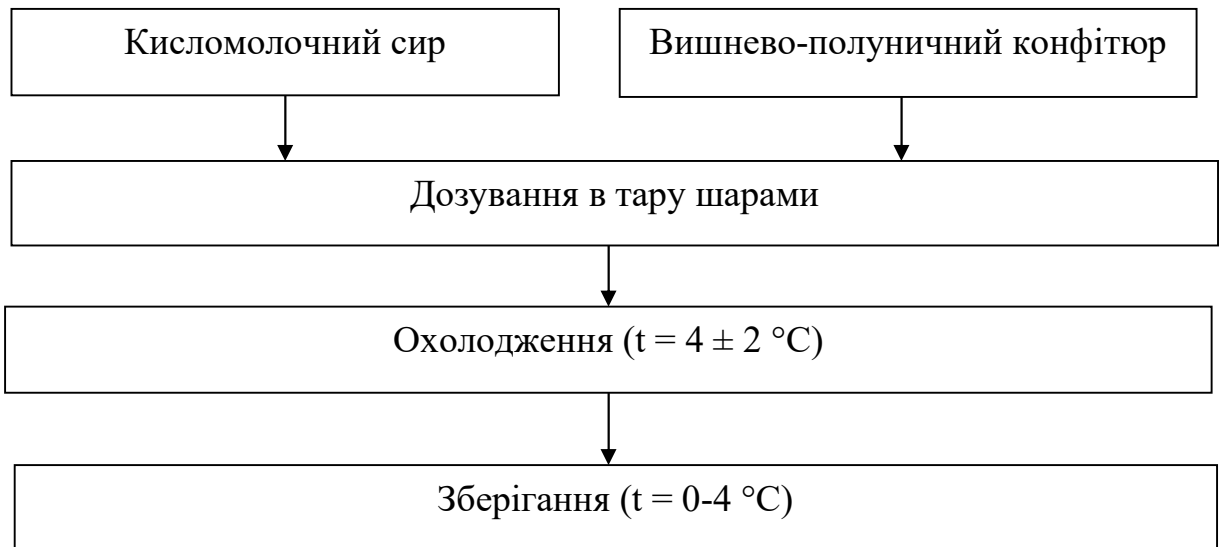 Кисломолочний сир
Вишнево-полуничний конфітюр
Дозування в тару шарами
Охолодження (t = 4 ± 2 °C)
Зберігання (t = 0-4 °C)